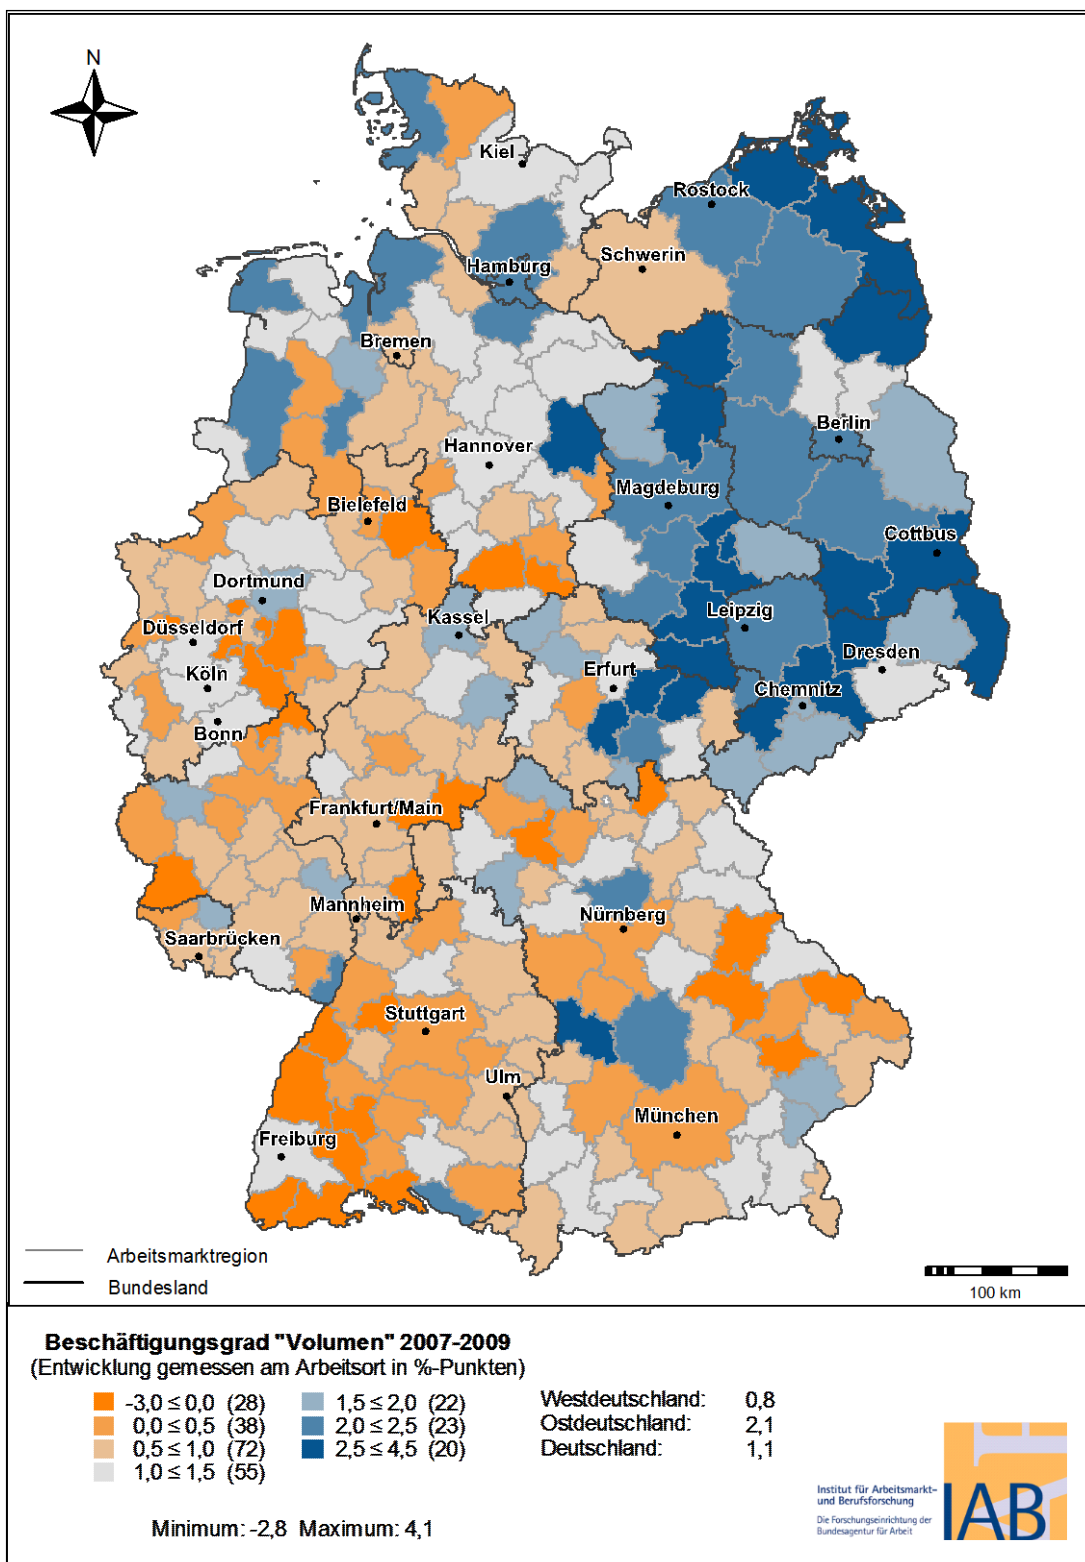 N
Kiel
Rostock
Schwerin
Hamburg
Bremen
Berlin
Hannover
Magdeburg
Bielefeld
Cottbus
Dortmund
Kassel
Leipzig
Düsseldorf
Dresden
Köln
Erfurt
Chemnitz
Bonn
Frankfurt/Main
Mannheim
Nürnberg
Saarbrücken
Stuttgart
Ulm
München
Freiburg
Arbeitsmarktregion
Bundesland
100 km
Beschäftigungsgrad "Volumen" 2007-2009
(Entwicklung gemessen am Arbeitsort in %-Punkten)
-3,0 ≤ 0,0 (28)
0,0 ≤ 0,5 (38)
0,5 ≤ 1,0 (72)
1,0 ≤ 1,5 (55)
1,5 ≤ 2,0 (22)
2,0 ≤ 2,5 (23)
2,5 ≤ 4,5 (20)
Westdeutschland: 0,8
Ostdeutschland: 2,1
Deutschland: 1,1
Minimum: -2,8 Maximum: 4,1
Institut für Arbeitsmarkt-
und Berufsforschung
Die Forschungseinrichtung der
Bundesagentur für Arbeit
IAB